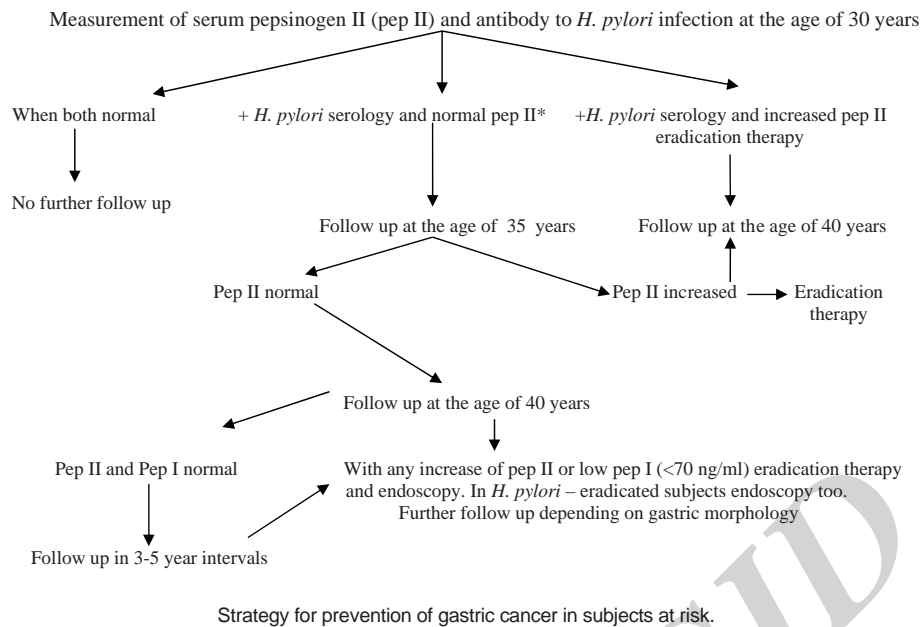 Measurement of serum pepsinogen II (pep II) and antibody to H. pylori infection at the age of 30 years
When both normal
+ H. pylori serology and normal pep II*
+H. pylori serology and increased pep II
eradication therapy
No further follow up
Follow up at the age of 35 years
Follow up at the age of 40 years
Pep II normal
Pep II increased
Eradication
therapy
Follow up at the age of 40 years
Pep II and Pep I normal
With any increase of pep II or low pep I (<70 ng/ml) eradication therapy
and endoscopy. In H. pylori – eradicated subjects endoscopy too.
Further follow up depending on gastric morphology
Follow up in 3-5 year intervals
Strategy for prevention of gastric cancer in subjects at risk.